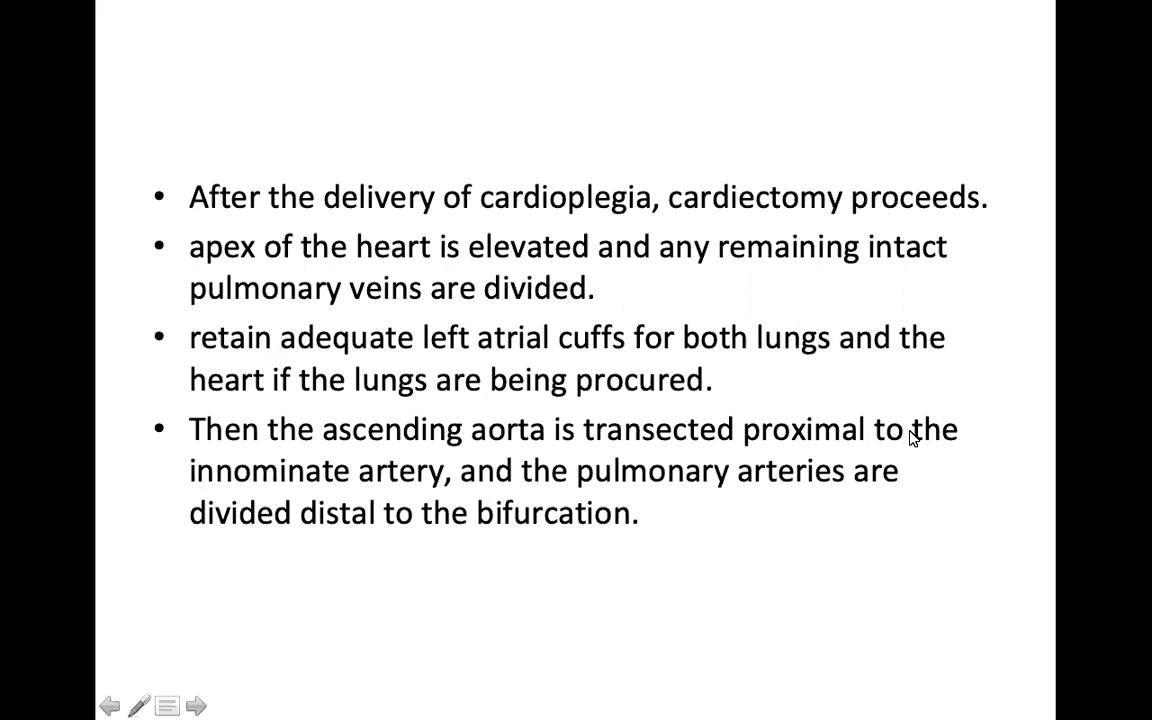 • After the delivery of cardioplegia, cardiectomy proceeds.
• apex of the heart is elevated and any remaining intact
pulmonary veins are divided.
• retain adequate left atrial cuffs for both lungs and the
heart if the lungs are being procured.
• Then the ascending aorta is transected proximal to the
innominate artery, and the pulmonary arteries are
divided distal to the bifurcation.